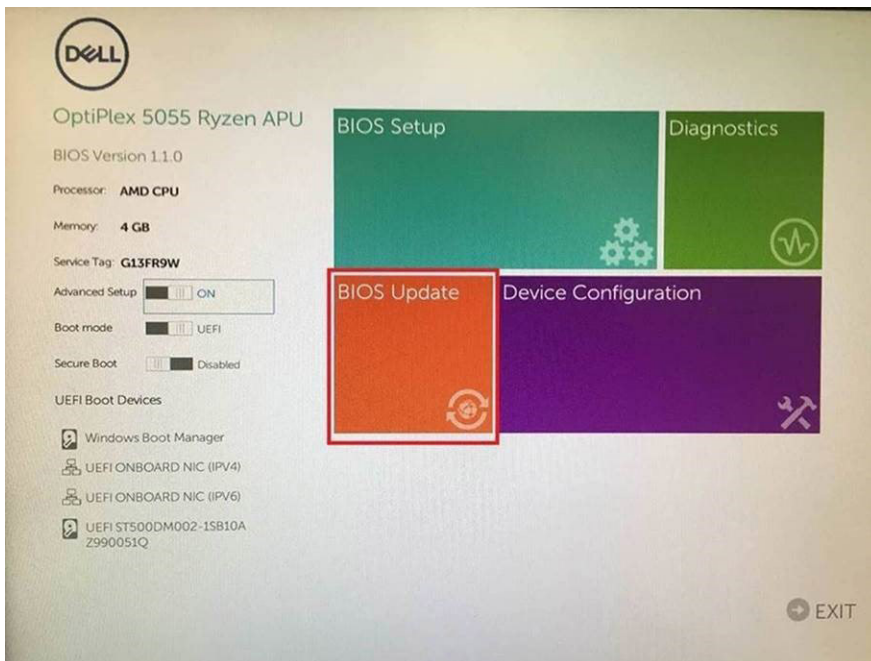 DELL
OptiPlex 5055 Ryzen APU
BIOS Version 1.1.0
Processor: AMD CPU
Memory: 4 GB
Service Tag: G13FR9W
Advanced Setup ON
Boot mode UEFI
Secure Boot Disabled
UEFI Boot Devices
Windows Boot Manager
UEFI ONBOARD NIC (IPV4)
UEFI ONBOARD NIC (IPV6)
UEFI ST500DM002-1SB10A
Z990051Q
BIOS Setup
Diagnostics
BIOS Update
Device Configuration
EXIT